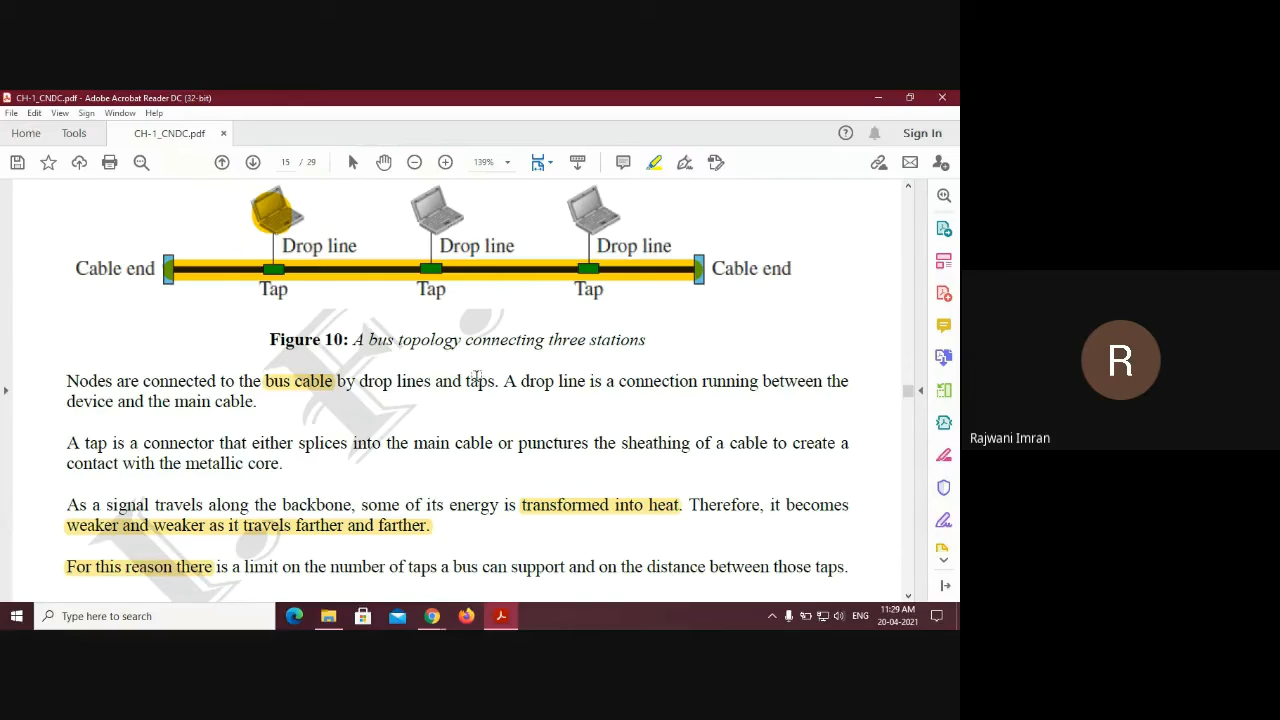 CH-1_CNDC.pdf - Adobe Acrobat Reader DC (32-bit)
File Edit View Sign Window Help
Home Tools CH-1_CNDC.pdf × Sign In
15 / 29 139%
Drop line Drop line Drop line
Cable end Cable end
Tap Tap Tap
Figure 10: A bus topology connecting three stations
Nodes are connected to the bus cable by drop lines and taps. A drop line is a connection running between the
device and the main cable.
A tap is a connector that either splices into the main cable or punctures the sheathing of a cable to create a
contact with the metallic core.
As a signal travels along the backbone, some of its energy is transformed into heat. Therefore, it becomes
weaker and weaker as it travels farther and farther.
For this reason there is a limit on the number of taps a bus can support and on the distance between those taps.
R
Rajwani Imran
Type here to search
ENG
11:29 AM
20-04-2021